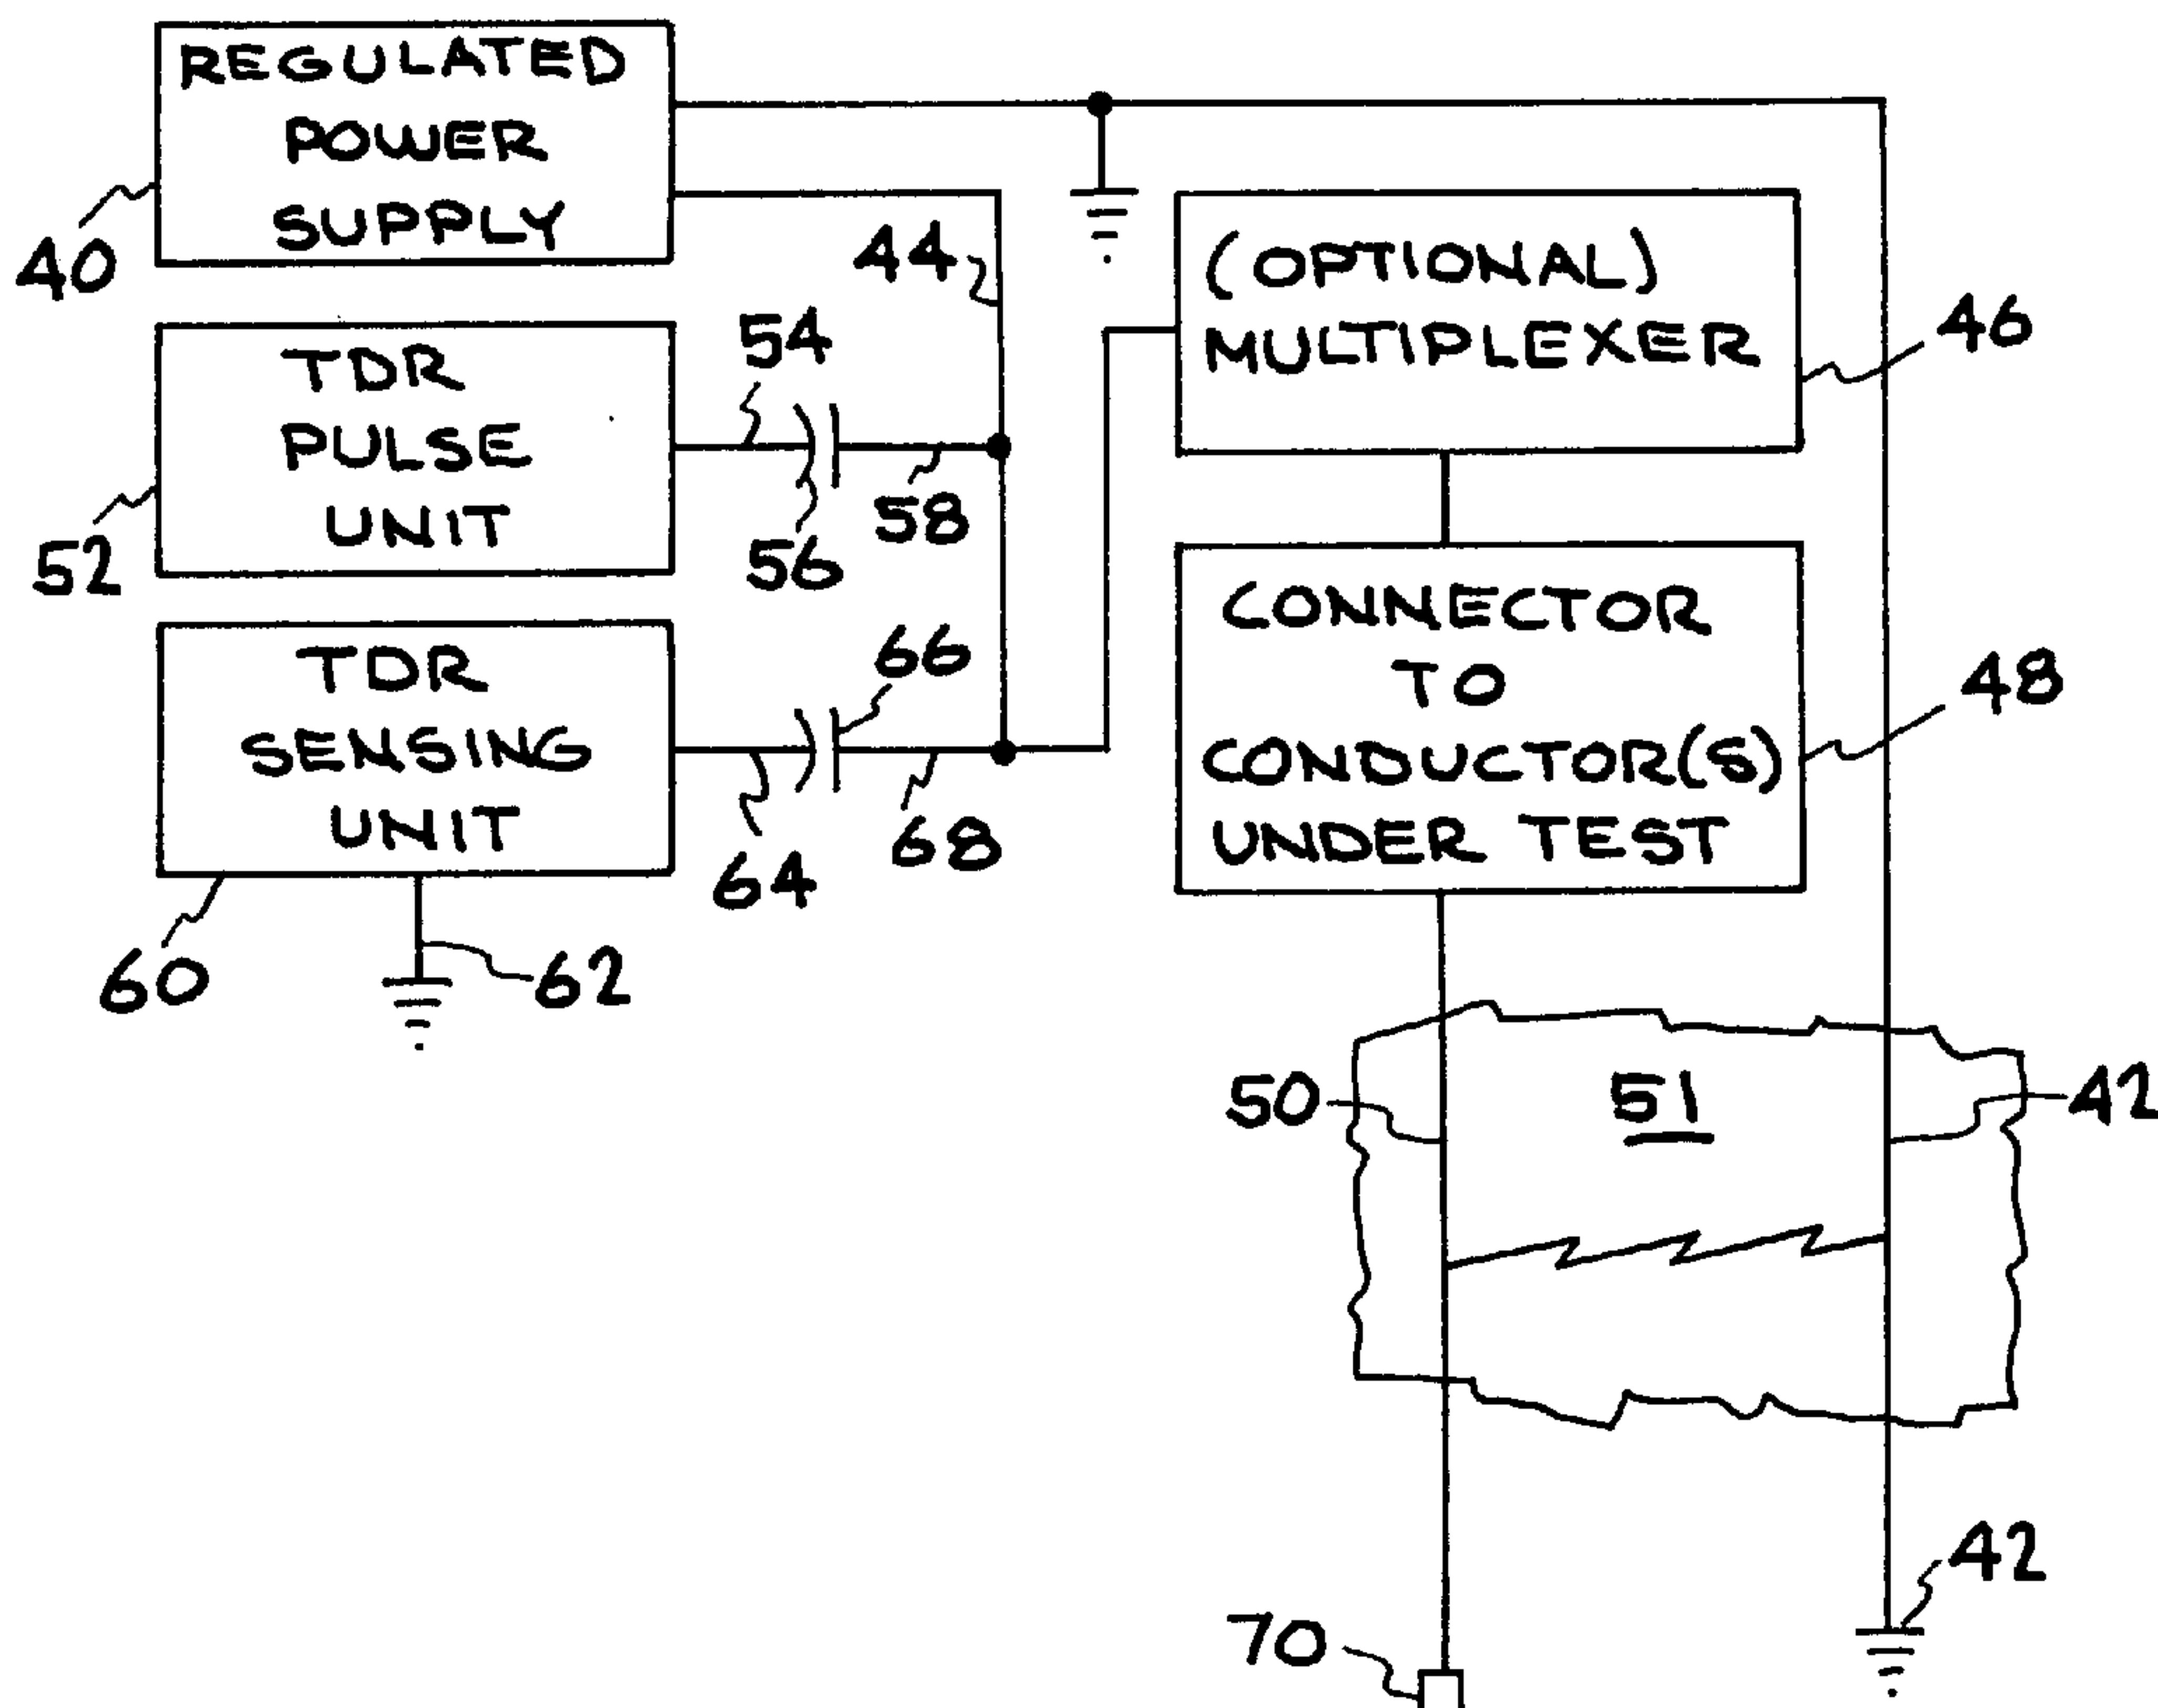 REGULATED
POWER
SUPPLY
40
44
(OPTIONAL)
MULTIPLEXER
46
TDR
PULSE
UNIT
52
54
56
58
CONNECTOR
TO
CONDUCTOR(S)
UNDER TEST
48
TDR
SENSING
UNIT
60
62
64
66
68
50
51
42
42
70